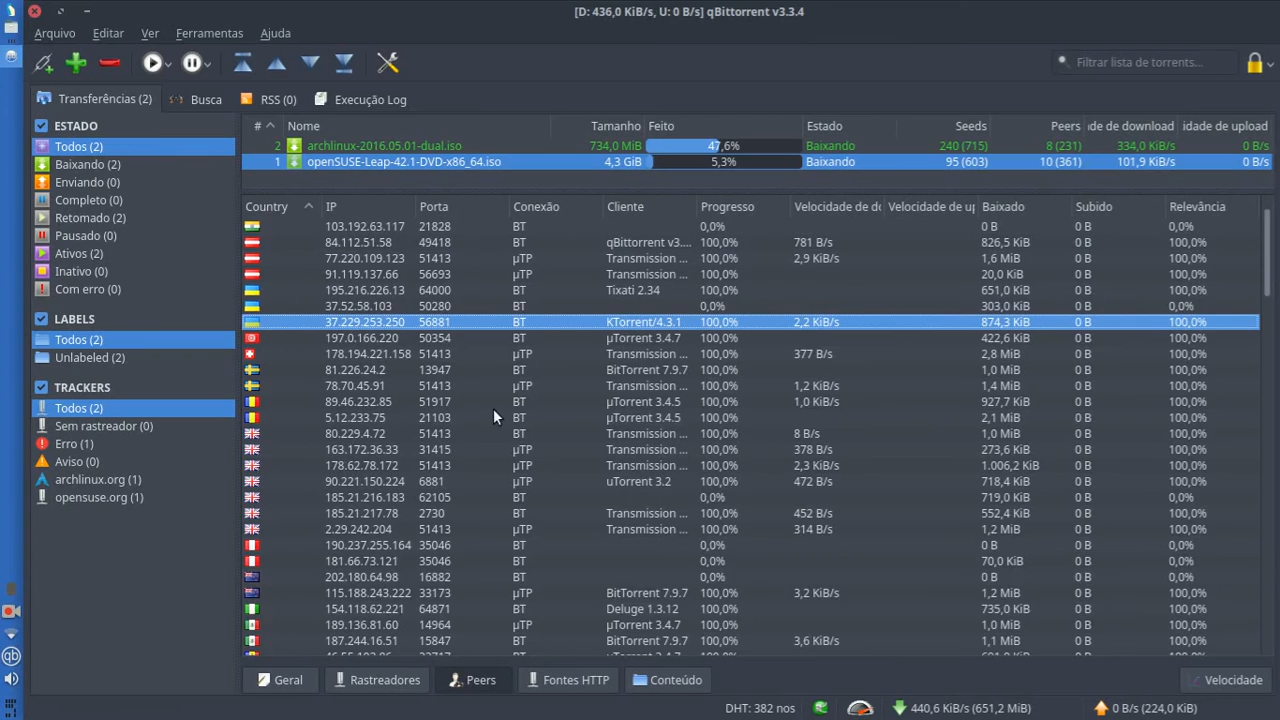 [D: 436,0 KiB/s, U: 0 B/s] qBittorrent v3.3.4
Arquivo Editar Ver Ferramentas Ajuda
Filtrar lista de torrents...
Transferências (2) Busca RSS (0) Execução Log
ESTADO
Todos (2)
Baixando (2)
Enviando (0)
Completo (0)
Retomado (2)
Pausado (0)
Ativos (2)
Inativo (0)
Com erro (0)
LABELS
Todos (2)
Unlabeled (2)
TRACKERS
Todos (2)
Sem rastreador (0)
Erro (1)
Aviso (0)
archlinux.org (1)
opensuse.org (1)
# Nome Tamanho Feito Estado Seeds Peers de de download idade de upload
2 archlinux-2016.05.01-dual.iso 734,0 MiB 47,6% Baixando 240 (715) 8 (231) 334,0 KiB/s 0 B/s
1 openSUSE-Leap-42.1-DVD-x86_64.iso 4,3 GiB 5,3% Baixando 95 (603) 10 (361) 101,9 KiB/s 0 B/s
Country IP Porta Conexão Cliente Progresso Velocidade de do Velocidade de up Baixado Subido Relevância
103.192.63.117 21828 BT 0,0% 0 B 0 B 0,0%
84.112.51.58 49418 BT qBittorrent v3.... 100,0% 781 B/s 826,5 KiB 0 B 100,0%
77.220.109.123 51413 μTP Transmission ... 100,0% 2,9 KiB/s 1,6 MiB 0 B 100,0%
91.119.137.66 56693 μTP Transmission ... 100,0% 20,0 KiB 0 B 100,0%
195.216.226.13 64000 BT Tixati 2.34 100,0% 651,0 KiB 0 B 100,0%
37.52.58.103 50280 BT 0,0% 303,0 KiB 0 B 0,0%
37.229.253.250 56881 BT KTorrent/4.3.1 100,0% 2,2 KiB/s 874,3 KiB 0 B 100,0%
197.0.166.220 50354 BT μTorrent 3.4.7 100,0% 422,6 KiB 0 B 100,0%
178.194.221.158 51413 μTP Transmission ... 100,0% 377 B/s 2,8 MiB 0 B 100,0%
81.226.24.2 13947 BT BitTorrent 7.9.7 100,0% 1,0 MiB 0 B 100,0%
78.70.45.91 51413 μTP Transmission ... 100,0% 1,2 KiB/s 1,4 MiB 0 B 100,0%
89.46.232.85 51917 BT μTorrent 3.4.5 100,0% 1,0 KiB/s 927,7 KiB 0 B 100,0%
5.12.233.75 21103 BT μTorrent 3.4.5 100,0% 2,1 MiB 0 B 100,0%
80.229.4.72 51413 BT Transmission ... 100,0% 8 B/s 1,0 MiB 0 B 100,0%
163.172.36.33 31415 μTP Transmission ... 100,0% 378 B/s 273,6 KiB 0 B 100,0%
178.62.78.172 51413 μTP Transmission ... 100,0% 2,3 KiB/s 1.006,2 KiB 0 B 100,0%
90.221.150.224 6881 μTP uTorrent 3.2 100,0% 472 B/s 718,4 KiB 0 B 100,0%
185.21.216.183 62105 BT 0,0% 719,0 KiB 0 B 0,0%
185.21.217.78 2730 BT Transmission ... 100,0% 452 B/s 552,4 KiB 0 B 100,0%
2.29.242.204 51413 μTP Transmission ... 100,0% 314 B/s 1,2 MiB 0 B 100,0%
190.237.255.164 35046 BT 0,0% 0 B 0 B 0,0%
181.66.73.121 35046 BT 0,0% 70,0 KiB 0 B 0,0%
202.180.64.98 16882 BT 0,0% 0 B 0 B 0,0%
115.188.243.222 33173 μTP BitTorrent 7.9.7 100,0% 3,2 KiB/s 1,2 MiB 0 B 100,0%
154.118.62.221 64871 BT Deluge 1.3.12 100,0% 735,0 KiB 0 B 100,0%
189.136.81.60 14964 μTP μTorrent 3.4.7 100,0% 1,0 MiB 0 B 100,0%
187.244.16.51 15847 BT BitTorrent 7.9.7 100,0% 3,6 KiB/s 1,1 MiB 0 B 100,0%
Geral Rastreadores Peers Fontes HTTP Conteúdo Velocidade
DHT: 382 nos 440,6 KiB/s (651,2 MiB) 0 B/s (224,0 KiB)